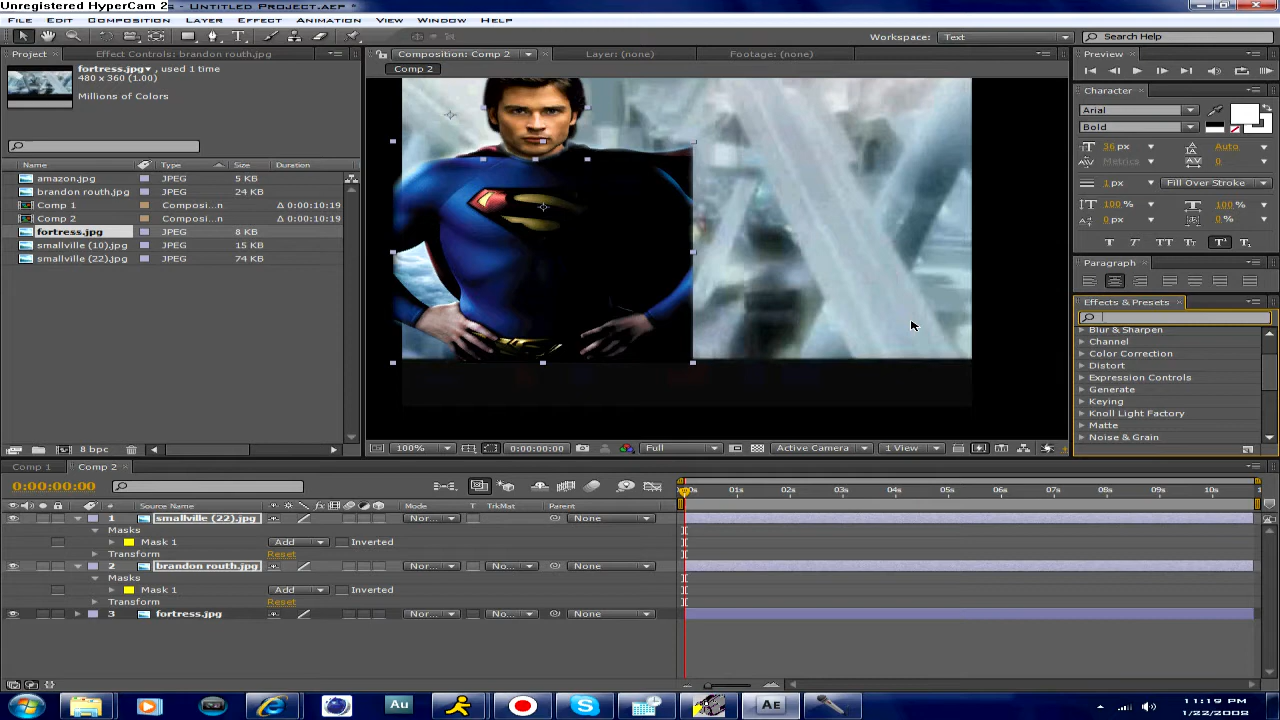 Unregistered HyperCam 2
s - Untitled Project.aep *
File Edit Composition Layer Effect Animation View Window Help
Workspace: Text Search Help
Project Effect Controls: brandon routh.jpg
Composition: Comp 2 Layer: (none) Footage: (none)
Preview
Comp 2
fortress.jpg▾, used 1 time
480 x 360 (1.00)
Millions of Colors
Character
Arial
Bold
36 px Auto
Metrics 0
1 px Fill Over Stroke
100 % 100 %
0 px 0 %
T T TT Tт T¹ T₁
Paragraph
Name Type Size Duration
amazon.jpg JPEG 5 KB
brandon routh.jpg JPEG 24 KB
Comp 1 Composi...n Δ 0:00:10:19
Comp 2 Composi...n Δ 0:00:10:19
fortress.jpg JPEG 8 KB
smallville (10).jpg JPEG 15 KB
smallville (22).jpg JPEG 74 KB
Effects & Presets
Blur & Sharpen
Channel
Color Correction
Distort
Expression Controls
Generate
Keying
Knoll Light Factory
Matte
Noise & Grain
8 bpc
100% 0:00:00:00 Full Active Camera 1 View
Comp 1 Comp 2
0:00:00:00
01s 02s 03s 04s 05s 06s 07s 08s 09s 10s
# Source Name Mode T TrkMat Parent
1 smallville (22).jpg Nor... None
Masks
Mask 1 Add Inverted
Transform Reset
2 brandon routh.jpg Nor... No... None
Masks
Mask 1 Add Inverted
Transform Reset
3 fortress.jpg Nor... No... None
Au S AE
11:19 PM
1/22/2008